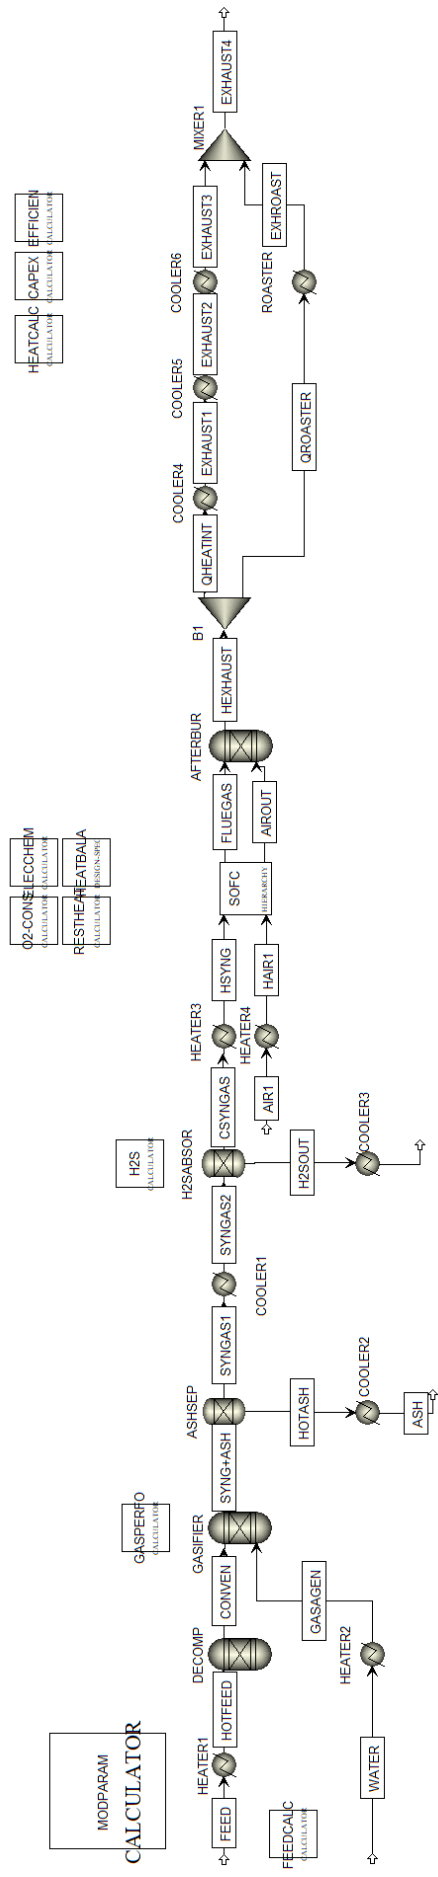 MODPARAM
CALCULATOR
FEEDCALC
CALCULATOR
FEED
HEATER1
HOTFEED
DECOMP
CONVEN
WATER
HEATER2
GASAGEN
GASPERFO
CALCULATOR
GASIFIER
SYNG+ASH
ASHSEP
HOTASH
COOLER2
ASH
SYNGAS1
COOLER1
SYNGAS2
H2S
CALCULATOR
H2SABSOR
H2SOUT
COOLER3
CSYNGAS
HEATER3
HSYNG
AIR1
HEATER4
HAIR1
O2-CONS
CALCULATOR
ELECCHEM
CALCULATOR
RESTHEAT
CALCULATOR
HEATBALA
DESIGN-SPEC
SOFC
HIERARCHY
FLUEGAS
AIROUT
AFTERBUR
HEXHAUST
B1
QHEATINT
COOLER4
EXHAUST1
COOLER5
EXHAUST2
COOLER6
EXHAUST3
QROASTER
ROASTER
EXHROAST
MIXER1
EXHAUST4
HEATCALC
CALCULATOR
CAPEX
CALCULATOR
EFFICIEN
CALCULATOR